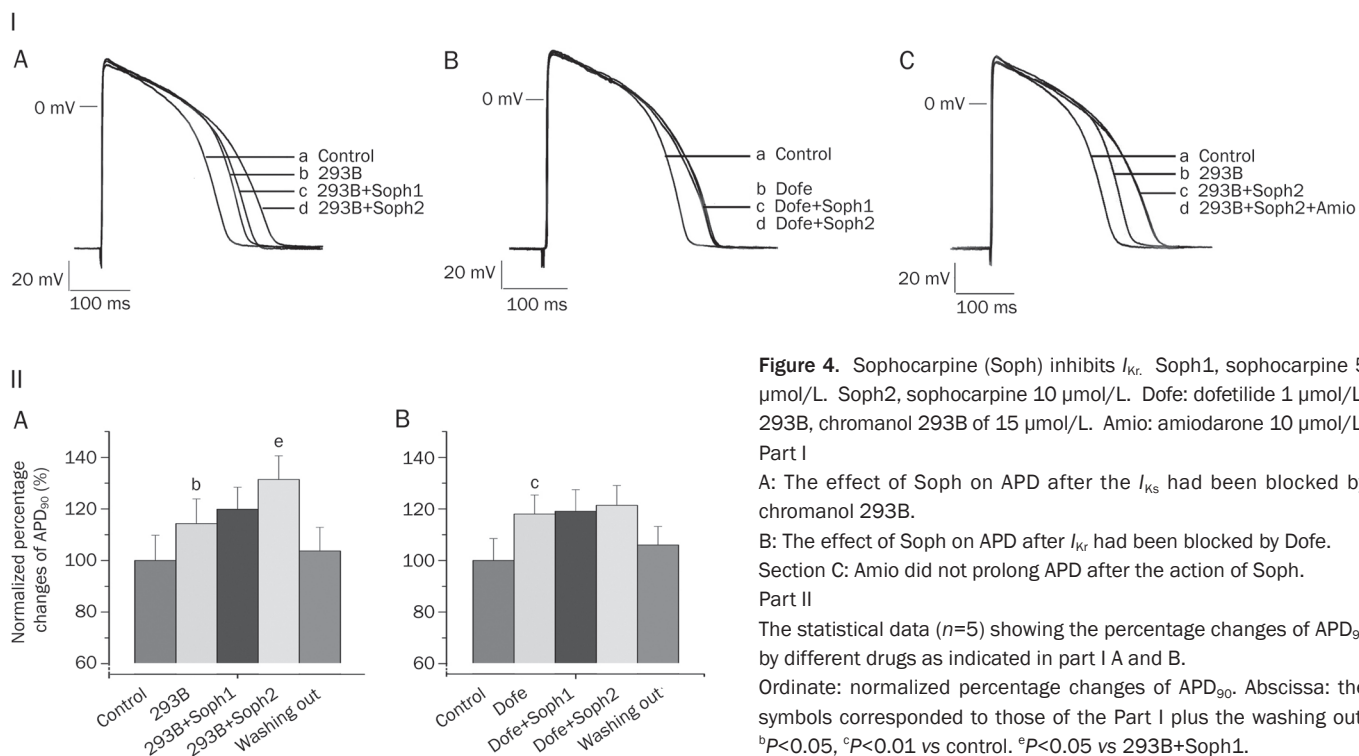 I
A
0 mV
a Control
b 293B
c 293B+Soph1
d 293B+Soph2
20 mV
100 ms
B
0 mV
a Control
b Dofe
c Dofe+Soph1
d Dofe+Soph2
20 mV
100 ms
C
0 mV
a Control
b 293B
c 293B+Soph2
d 293B+Soph2+Amio
20 mV
100 ms
II
A
Normalized percentage
changes of APD90 (%)
140
120
100
80
60
b
e
Control
293B
293B+Soph1
293B+Soph2
Washing out
B
140
120
100
80
60
c
Control
Dofe
Dofe+Soph1
Dofe+Soph2
Washing out
Figure 4. Sophocarpine (Soph) inhibits IKr. Soph1, sophocarpine 5
μmol/L. Soph2, sophocarpine 10 μmol/L. Dofe: dofetilide 1 μmol/L
293B, chromanol 293B of 15 μmol/L. Amio: amiodarone 10 μmol/L
Part I
A: The effect of Soph on APD after the IKs had been blocked b
chromanol 293B.
B: The effect of Soph on APD after IKr had been blocked by Dofe.
Section C: Amio did not prolong APD after the action of Soph.
Part II
The statistical data (n=5) showing the percentage changes of APD9
by different drugs as indicated in part I A and B.
Ordinate: normalized percentage changes of APD90. Abscissa: the
symbols corresponded to those of the Part I plus the washing out
bP<0.05, cP<0.01 vs control. eP<0.05 vs 293B+Soph1.